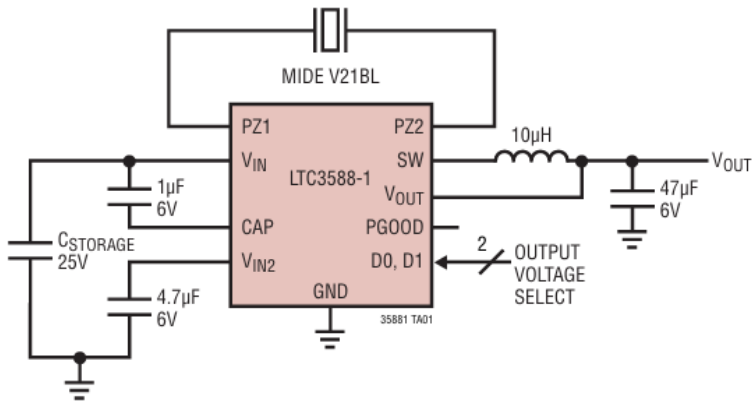 MIDE V21BL
PZ1
PZ2
10µH
VIN
SW
VOUT
LTC3588-1
1µF
6V
VOUT
47µF
6V
CAP
PGOOD
CSTORAGE
25V
VIN2
D0, D1
2
OUTPUT
VOLTAGE
SELECT
4.7µF
6V
GND
35881 TA01